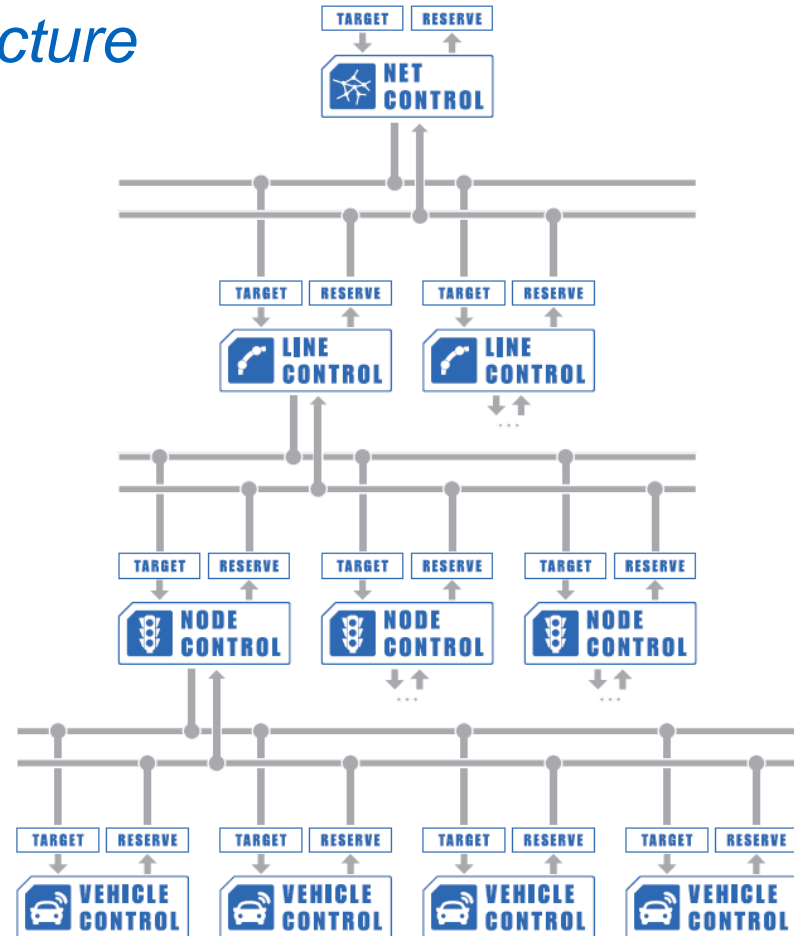 cture
TARGET RESERVE
NET
CONTROL
TARGET RESERVE TARGET RESERVE
LINE LINE
CONTROL CONTROL
...
TARGET RESERVE TARGET RESERVE TARGET RESERVE
NODE NODE NODE
CONTROL CONTROL CONTROL
... ...
TARGET RESERVE TARGET RESERVE TARGET RESERVE TARGET RESERVE
VEHICLE VEHICLE VEHICLE VEHICLE
CONTROL CONTROL CONTROL CONTROL